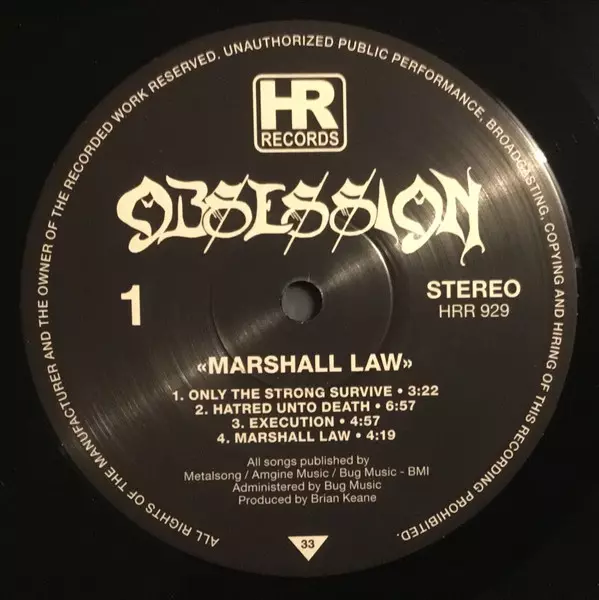 ALL RIGHTS OF THE MANUFACTURER AND THE OWNER OF THE RECORDED WORK RESERVED. UNAUTHORIZED PUBLIC PERFORMANCE, BROADCASTING, COPYING AND HIRING OF THIS RECORDING PROHIBITED.
HR
RECORDS
OBSESSION
1
STEREO
HRR 929
«MARSHALL LAW»
1. ONLY THE STRONG SURVIVE • 3:22
2. HATRED UNTO DEATH • 6:57
3. EXECUTION • 4:57
4. MARSHALL LAW • 4:19
All songs published by
Metalsong / Amgine Music / Bug Music - BMI
Administered by Bug Music
Produced by Brian Keane
33